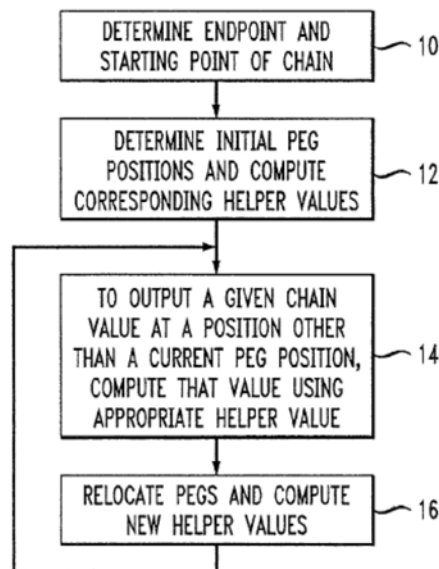 DETERMINE ENDPOINT AND
STARTING POINT OF CHAIN
10
DETERMINE INITIAL PEG
POSITIONS AND COMPUTE
CORRESPONDING HELPER VALUES
12
TO OUTPUT A GIVEN CHAIN
VALUE AT A POSITION OTHER
THAN A CURRENT PEG POSITION,
COMPUTE THAT VALUE USING
APPROPRIATE HELPER VALUE
14
RELOCATE PEGS AND COMPUTE
NEW HELPER VALUES
16